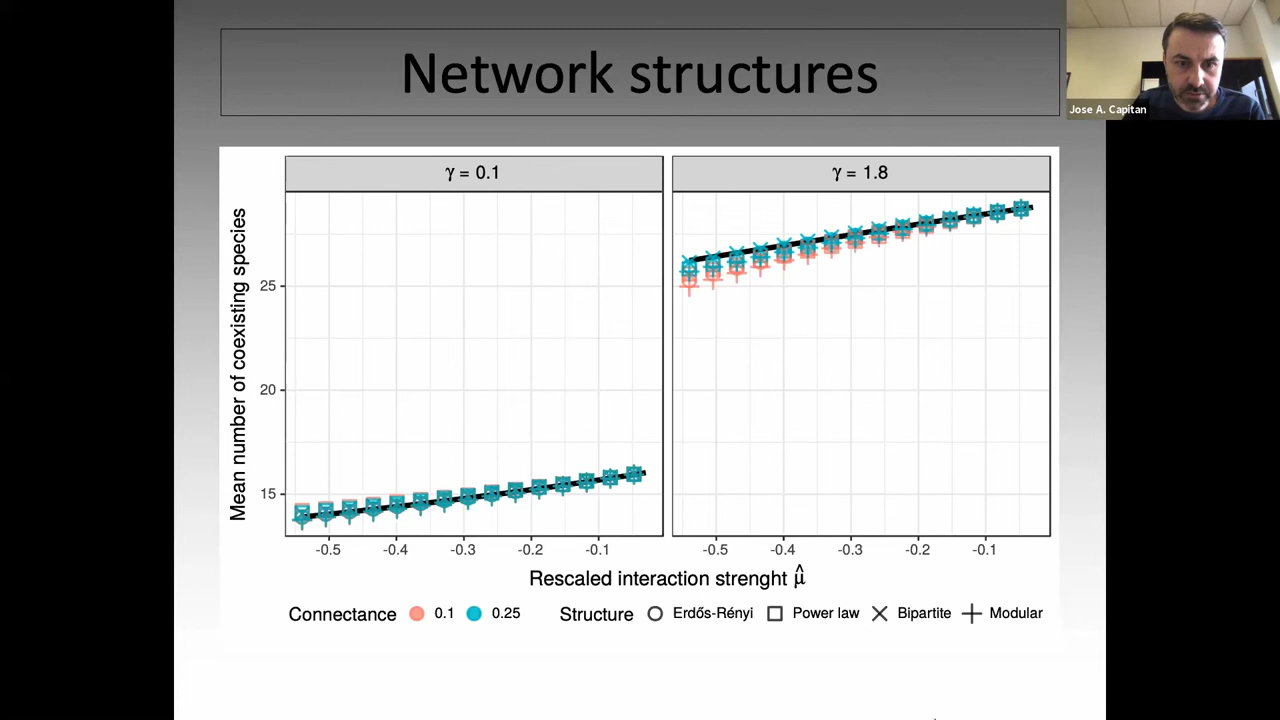 Network structures
Jose A. Capitan
γ = 0.1
γ = 1.8
Mean number of coexisting species
25
20
15
-0.5 -0.4 -0.3 -0.2 -0.1
-0.5 -0.4 -0.3 -0.2 -0.1
Rescaled interaction strenght μ̂
Connectance 0.1 0.25 Structure Erdős-Rényi Power law Bipartite Modular